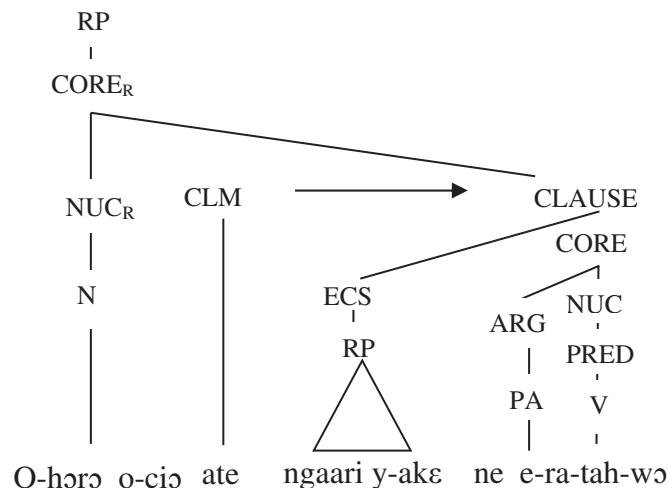 RP
CORER
NUCR CLM CLAUSE
CORE
N ECS NUC
ARG
RP PRED
PA V
O-hɔrɔ o-ciɔ ate ngaari y-akɛ ne e-ra-tah-wɔ